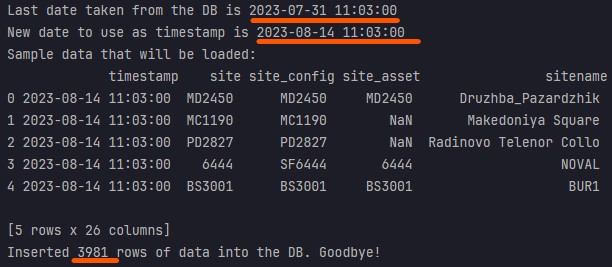 Last date taken from the DB is 2023-07-31 11:03:00
New date to use as timestamp is 2023-08-14 11:03:00
Sample data that will be loaded:
timestamp site site_config site_asset sitename
0 2023-08-14 11:03:00 MD2450 MD2450 MD2450 Druzhba_Pazardzhik
1 2023-08-14 11:03:00 MC1190 MC1190 NaN Makedoniya Square
2 2023-08-14 11:03:00 PD2827 PD2827 NaN Radinovo Telenor Collo
3 2023-08-14 11:03:00 6444 SF6444 6444 NOVAL
4 2023-08-14 11:03:00 BS3001 BS3001 BS3001 BUR1
[5 rows x 26 columns]
Inserted 3981 rows of data into the DB. Goodbye!